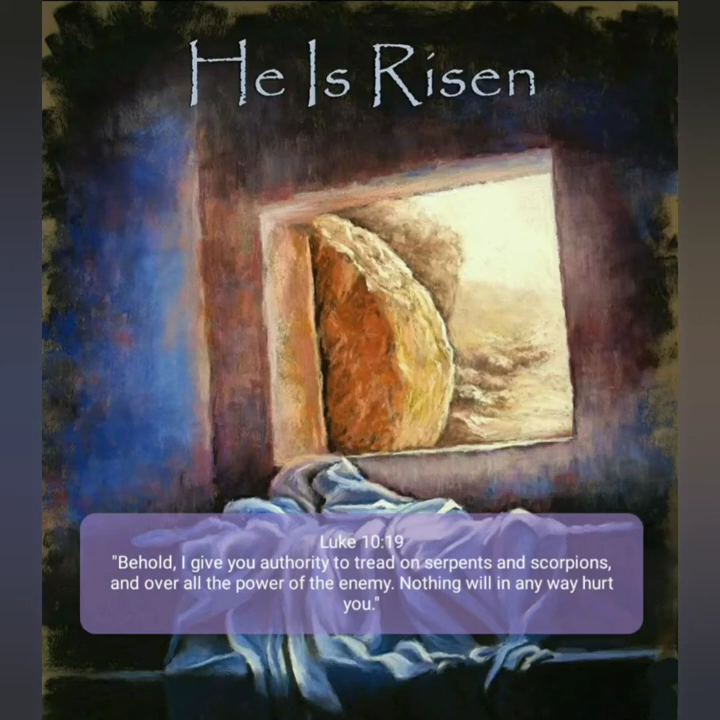 He Is Risen
Luke 10:19
"Behold, I give you authority to tread on serpents and scorpions,
and over all the power of the enemy. Nothing will in any way hurt
you."